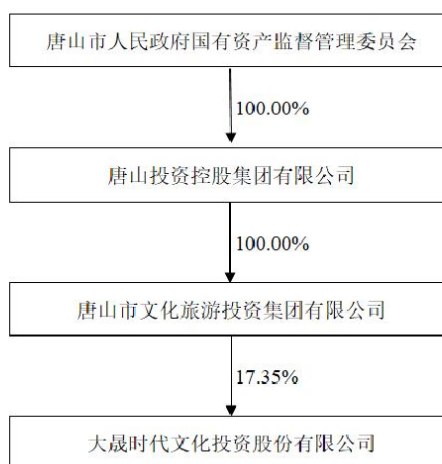 唐山市人民政府国有资产监督管理委员会
100.00%
唐山投资控股集团有限公司
100.00%
唐山市文化旅游投资集团有限公司
17.35%
大晟时代文化投资股份有限公司